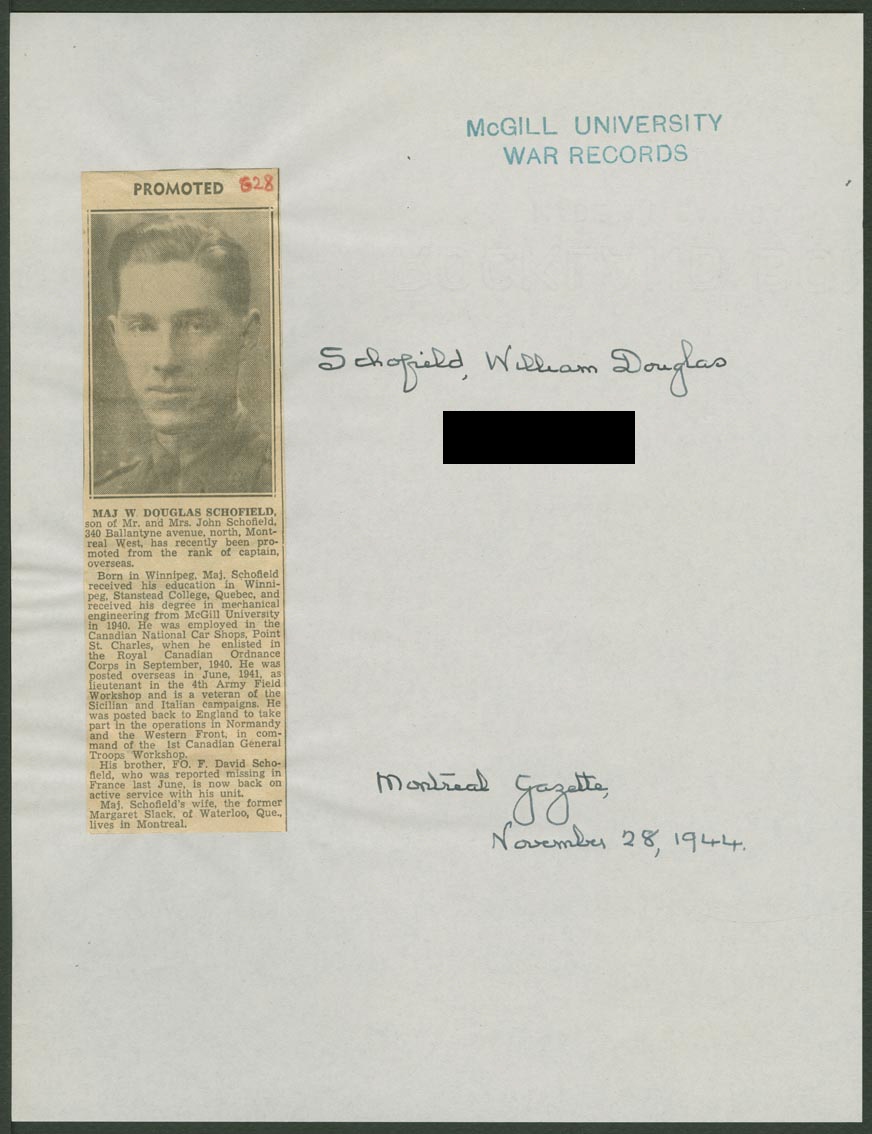 McGILL UNIVERSITY
WAR RECORDS
PROMOTED G28
Schofield, William Douglas
MAJ W. DOUGLAS SCHOFIELD,
son of Mr. and Mrs. John Schofield,
340 Ballantyne avenue, north, Mont-
real West, has recently been pro-
moted from the rank of captain,
overseas.
Born in Winnipeg, Maj. Schofield
received his education in Winni-
peg, Stanstead College, Quebec, and
received his degree in mechanical
engineering from McGill University
in 1940. He was employed in the
Canadian National Car Shops, Point
St. Charles, when he enlisted in
the Royal Canadian Ordnance
Corps in September, 1940. He was
posted overseas in June, 1941, as
lieutenant in the 4th Army Field
Workshop and is a veteran of the
Sicilian and Italian campaigns. He
was posted back to England to take
part in the operations in Normandy
and the Western Front, in com-
mand of the 1st Canadian General
Troops Workshop.
His brother, FO. F. David Scho-
field, who was reported missing in
France last June, is now back on
active service with his unit.
Maj. Schofield's wife, the former
Margaret Slack, of Waterloo, Que.,
lives in Montreal.
Montreal Gazette,
November 28, 1944.